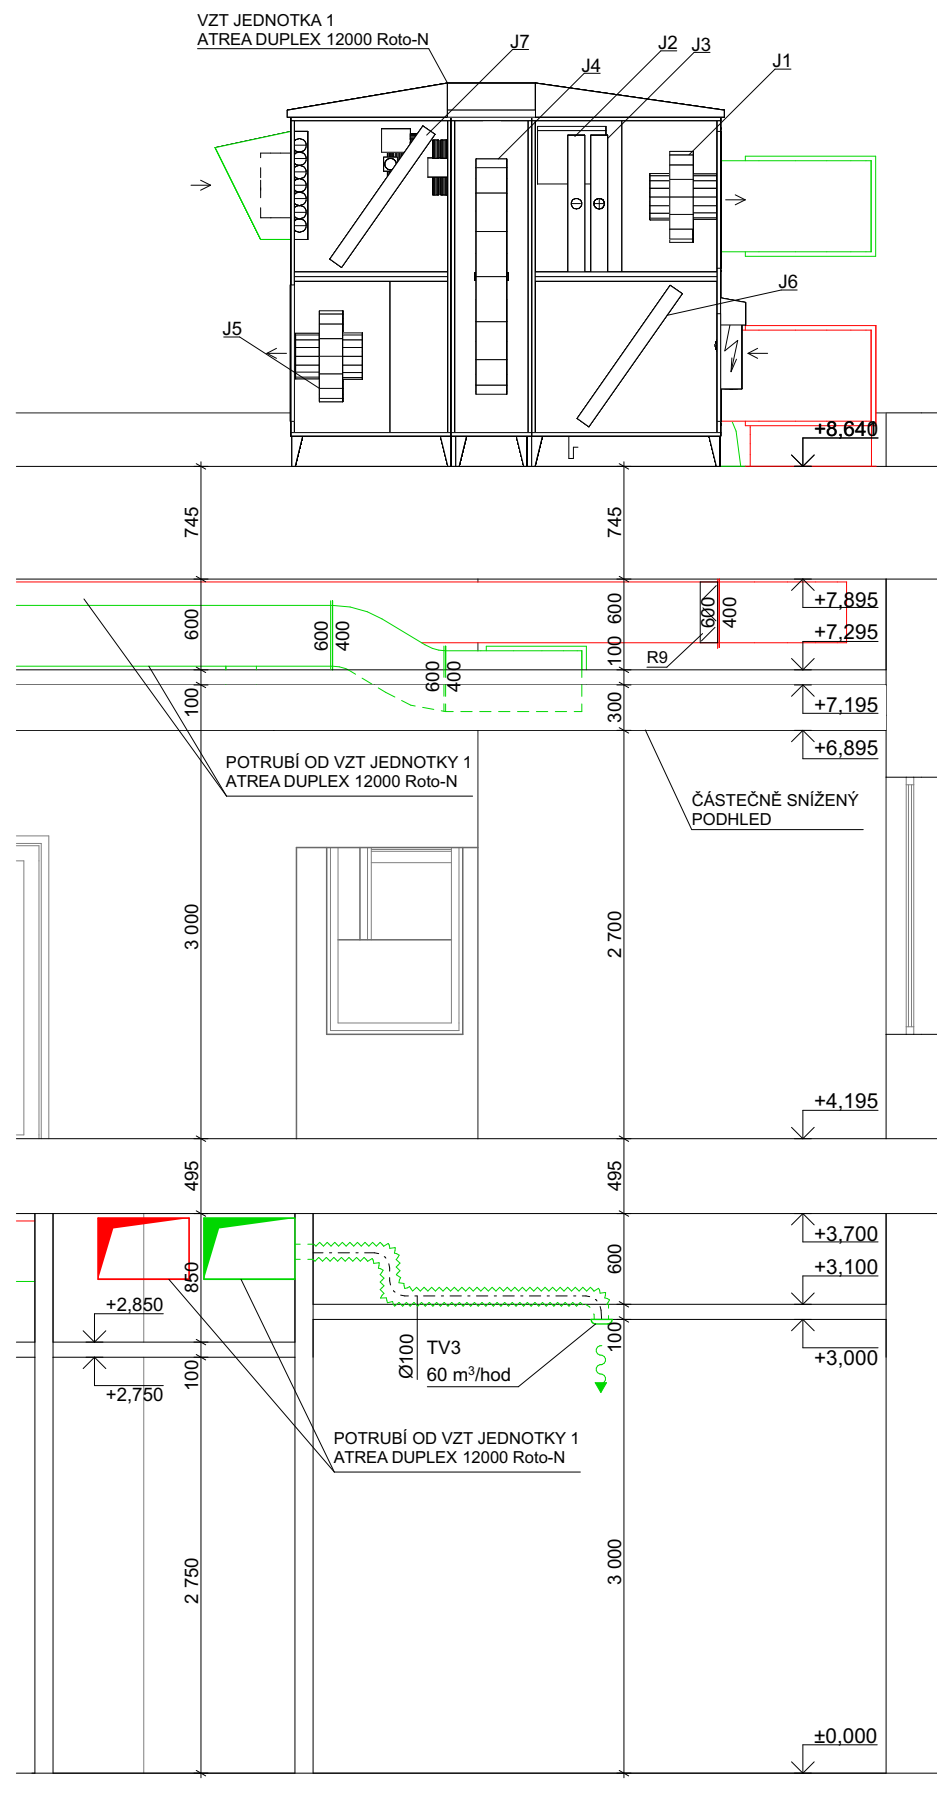 VZT JEDNOTKA 1
ATREA DUPLEX 12000 Roto-N
J7
J4
J2
J3
J1
J6
J5
+8,640
745
745
600
600
400
600
100
600
400
+7,895
+7,295
R9
600
400
100
300
+7,195
+6,895
POTRUBÍ OD VZT JEDNOTKY 1
ATREA DUPLEX 12000 Roto-N
ČÁSTEČNĚ SNÍŽENÝ
PODHLED
3 000
2 700
+4,195
495
495
+3,700
600
850
+3,100
+2,850
100
+3,000
Ø100
TV3
60 m³/hod
100
+2,750
POTRUBÍ OD VZT JEDNOTKY 1
ATREA DUPLEX 12000 Roto-N
2 750
3 000
±0,000